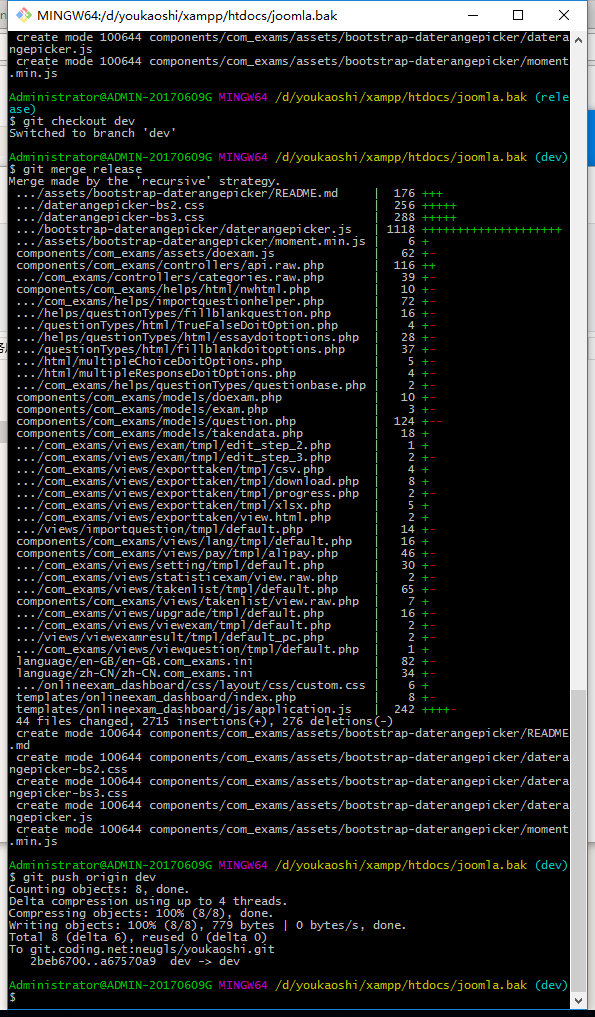 MINGW64:/d/youkaoshi/xampp/htdocs/joomla.bak
create mode 100644 components/com_exams/assets/bootstrap-daterangepicker/datera
ngepicker.js
create mode 100644 components/com_exams/assets/bootstrap-daterangepicker/moment
.min.js
Administrator@ADMIN-20170609G MINGW64 /d/youkaoshi/xampp/htdocs/joomla.bak (rele
ase)
$ git checkout dev
Switched to branch 'dev'
Administrator@ADMIN-20170609G MINGW64 /d/youkaoshi/xampp/htdocs/joomla.bak (dev)
$ git merge release
Merge made by the 'recursive' strategy.
.../assets/bootstrap-daterangepicker/README.md | 176 +++
.../daterangepicker-bs2.css | 256 +++++
.../daterangepicker-bs3.css | 288 +++++
.../bootstrap-daterangepicker/daterangepicker.js | 1118 ++++++++++++++++++++
.../assets/bootstrap-daterangepicker/moment.min.js | 6 +
components/com_exams/assets/doexam.js | 62 +-
components/com_exams/controllers/api.raw.php | 116 ++
.../com_exams/controllers/categories.raw.php | 39 +-
components/com_exams/helps/html/nwhtml.php | 10 +-
.../com_exams/helps/importquestionhelper.php | 72 +-
.../helps/questionTypes/fillblankquestion.php | 16 +-
.../questionTypes/html/TrueFalseDoitOption.php | 4 +-
.../helps/questionTypes/html/essaydoitoptions.php | 28 +-
.../questionTypes/html/fillblankdoitoptions.php | 37 +-
.../html/multipleChoiceDoitOptions.php | 5 +-
.../html/multipleResponseDoitOptions.php | 4 +-
.../com_exams/helps/questionTypes/questionbase.php | 2 +-
components/com_exams/models/doexam.php | 10 +-
components/com_exams/models/exam.php | 3 +-
components/com_exams/models/question.php | 124 +--
components/com_exams/models/takendata.php | 18 +
.../com_exams/views/exam/tmpl/edit_step_2.php | 1 +
.../com_exams/views/exam/tmpl/edit_step_3.php | 2 +-
.../com_exams/views/exporttaken/tmpl/csv.php | 4 +
.../com_exams/views/exporttaken/tmpl/download.php | 8 +
.../com_exams/views/exporttaken/tmpl/progress.php | 2 +-
.../com_exams/views/exporttaken/tmpl/xlsx.php | 5 +
.../com_exams/views/exporttaken/view.html.php | 2 +
.../views/importquestion/tmpl/default.php | 14 +-
components/com_exams/views/lang/tmpl/default.php | 16 +
components/com_exams/views/pay/tmpl/alipay.php | 46 +-
.../com_exams/views/setting/tmpl/default.php | 30 +-
.../com_exams/views/statisticexam/view.raw.php | 2 +-
.../com_exams/views/takenlist/tmpl/default.php | 65 +
components/com_exams/views/takenlist/view.raw.php | 7 +
.../com_exams/views/upgrade/tmpl/default.php | 16 +-
.../com_exams/views/viewexam/tmpl/default.php | 2 +-
.../views/viewexamresult/tmpl/default_pc.php | 2 +-
.../com_exams/views/viewquestion/tmpl/default.php | 1 +
language/en-GB/en-GB.com_exams.ini | 82 +-
language/zh-CN/zh-CN.com_exams.ini | 34 +-
.../onlineexam_dashboard/css/layout/css/custom.css | 6 +
templates/onlineexam_dashboard/index.php | 8 +-
templates/onlineexam_dashboard/js/application.js | 242 ++++-
44 files changed, 2715 insertions(+), 276 deletions(-)
create mode 100644 components/com_exams/assets/bootstrap-daterangepicker/README
.md
create mode 100644 components/com_exams/assets/bootstrap-daterangepicker/datera
ngepicker-bs2.css
create mode 100644 components/com_exams/assets/bootstrap-daterangepicker/datera
ngepicker-bs3.css
create mode 100644 components/com_exams/assets/bootstrap-daterangepicker/datera
ngepicker.js
create mode 100644 components/com_exams/assets/bootstrap-daterangepicker/moment
.min.js
Administrator@ADMIN-20170609G MINGW64 /d/youkaoshi/xampp/htdocs/joomla.bak (dev)
$ git push origin dev
Counting objects: 8, done.
Delta compression using up to 4 threads.
Compressing objects: 100% (8/8), done.
Writing objects: 100% (8/8), 779 bytes | 0 bytes/s, done.
Total 8 (delta 6), reused 0 (delta 0)
To git.coding.net:neugls/youkaoshi.git
2beb6700..a67570a9 dev -> dev
Administrator@ADMIN-20170609G MINGW64 /d/youkaoshi/xampp/htdocs/joomla.bak (dev)
$